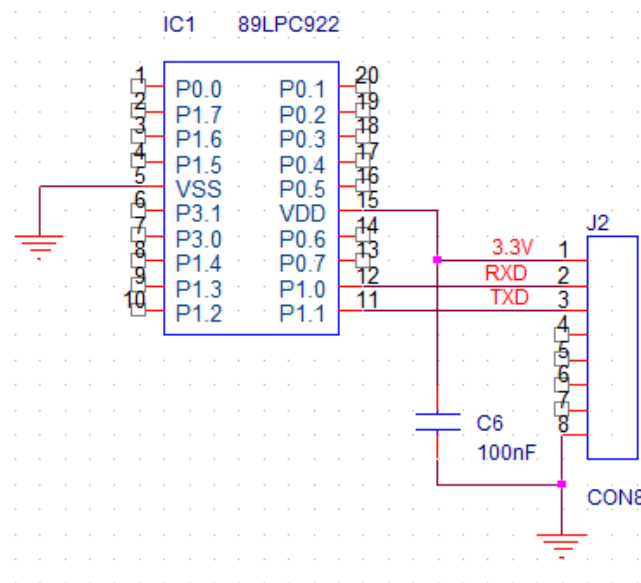 IC1 89LPC922
1 P0.0 P0.1 20
2 P1.7 P0.2 19
3 P1.6 P0.3 18
4 P1.5 P0.4 17
5 VSS P0.5 16
6 P3.1 VDD 15
7 P3.0 P0.6 14
8 P1.4 P0.7 13
9 P1.3 P1.0 12
10 P1.2 P1.1 11
J2
3.3V 1
RXD 2
TXD 3
4
5
6
7
8
C6
100nF
CON8